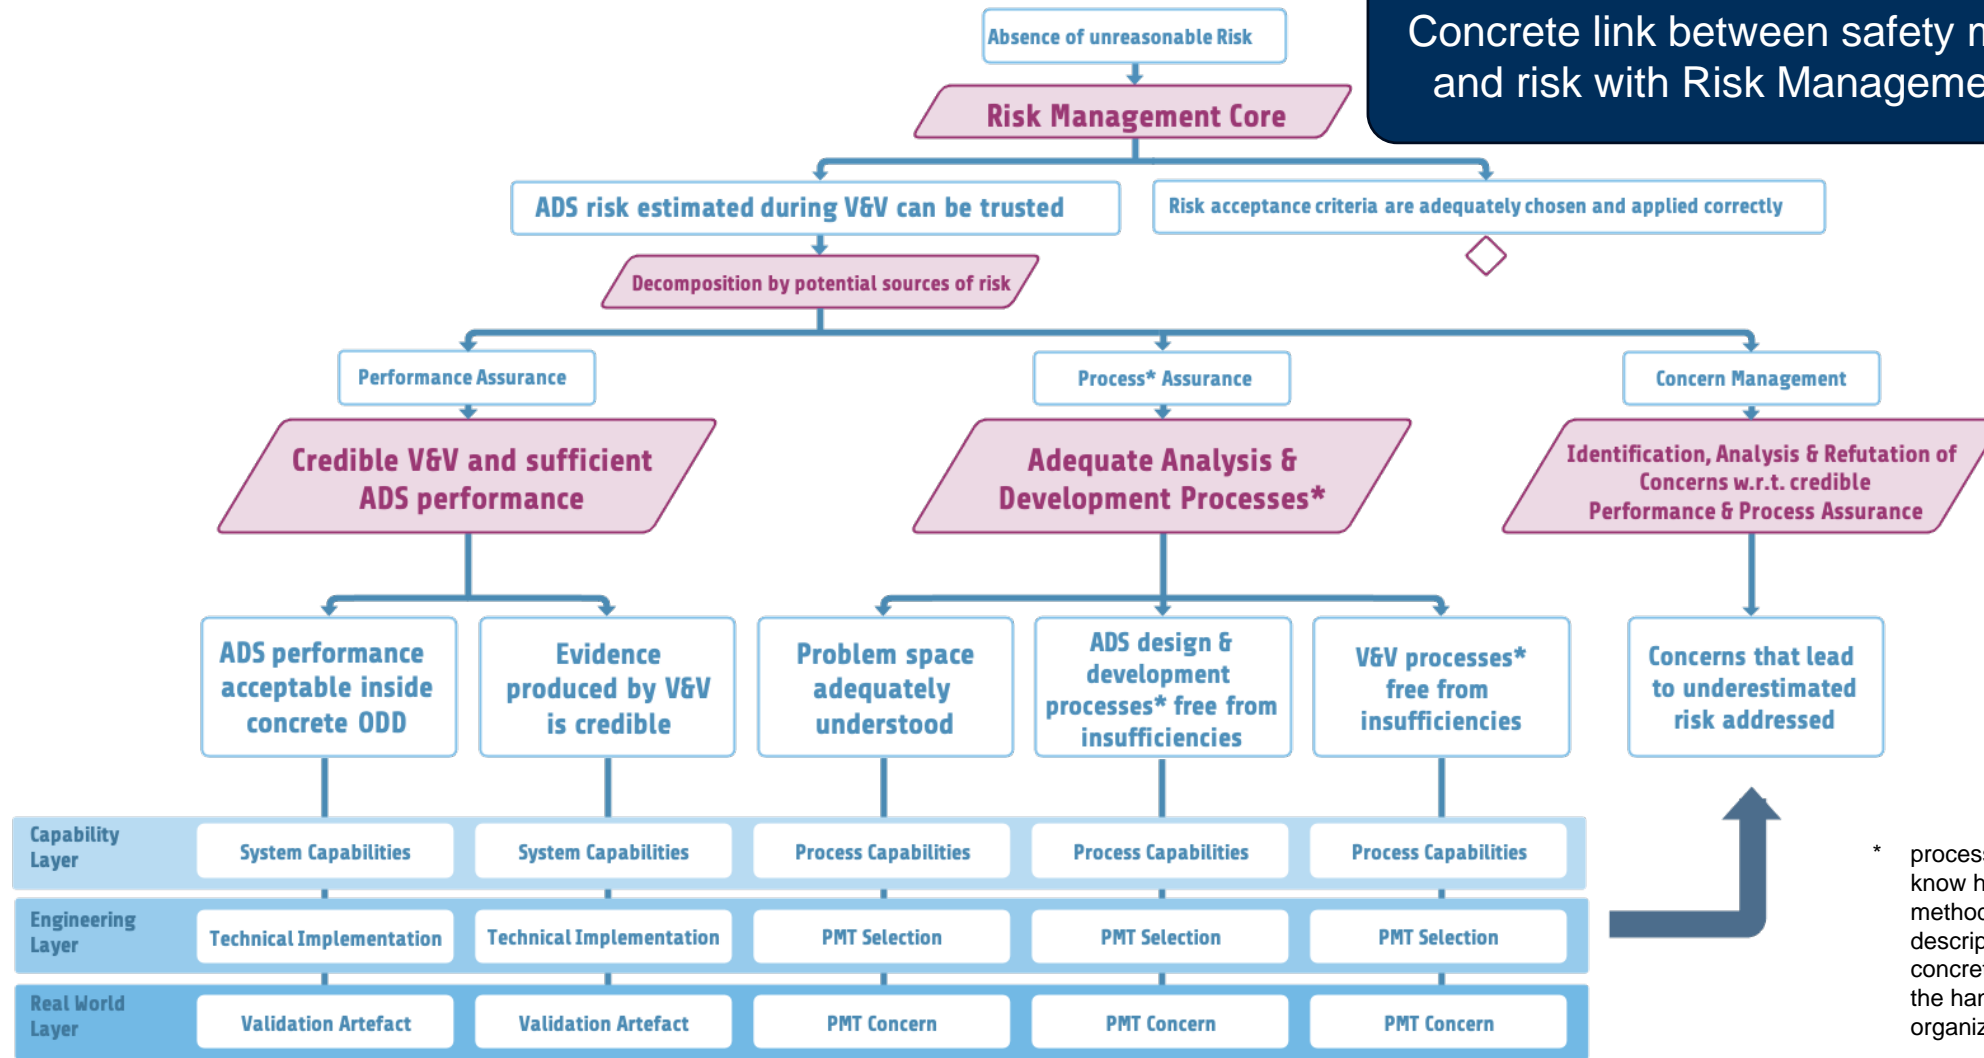 Concrete link between safety
and risk with Risk
Absence of unreasonable Risk
Risk Management Core
ADS risk estimated during V&V can be trusted
Risk acceptance criteria are adequately chosen and applied correctly
Decomposition by potential sources of risk
Performance Assurance
Process* Assurance
Concern Management
Credible V&V and sufficient
ADS performance
Adequate Analysis &
Development Processes*
Identification, Analysis & Refutation of
Concerns w.r.t. credible
Performance & Process Assurance
ADS performance
acceptable inside
concrete ODD
Evidence
produced by V&V
is credible
Problem space
adequately
understood
ADS design &
development
processes* free from
insufficiencies
V&V processes*
free from
insufficiencies
Concerns that lead
to underestimated
risk addressed
Capability
Layer
System Capabilities
System Capabilities
Process Capabilities
Process Capabilities
Process Capabilities
Engineering
Layer
Technical Implementation
Technical Implementation
PMT Selection
PMT Selection
PMT Selection
Real World
Layer
Validation Artefact
Validation Artefact
PMT Concern
PMT Concern
PMT Concern
*
know
the